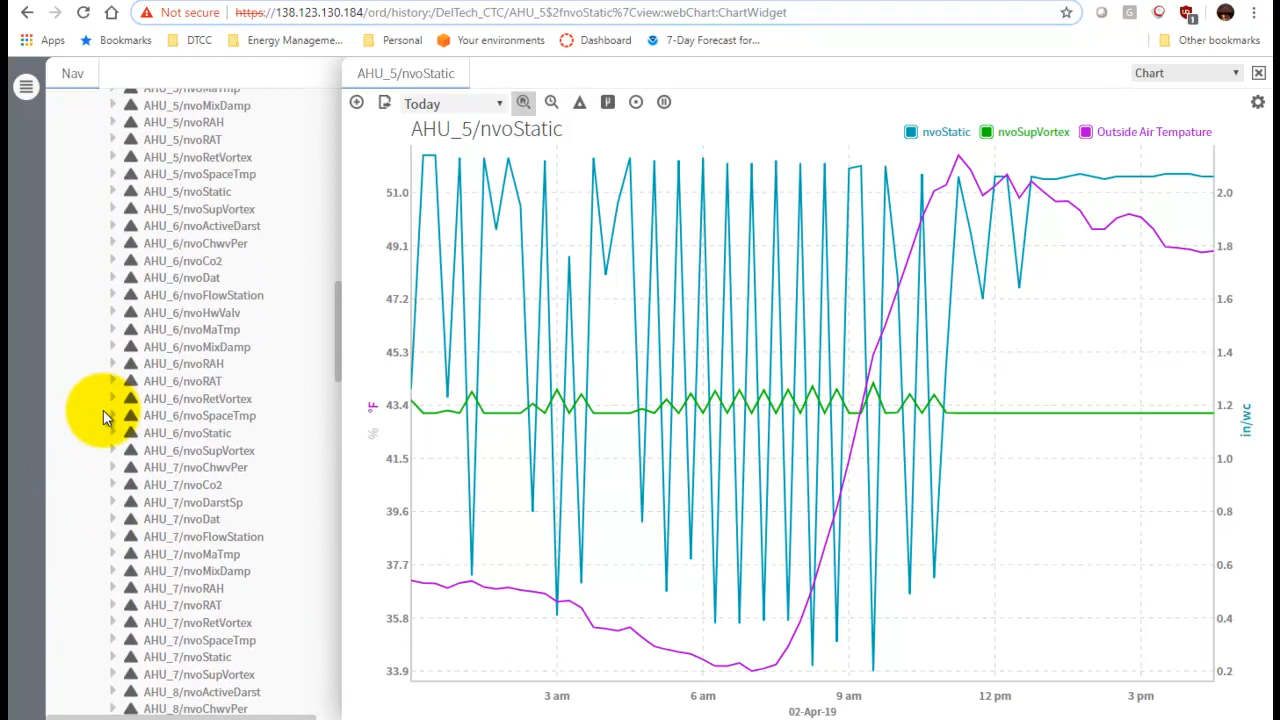 Not secure | https://138.123.130.184/ord/history:/DelTech_CTC/AHU_5$2fnvoStatic%7Cview:webChart:ChartWidget
Apps Bookmarks DTCC Energy Manageme... Personal Your environments Dashboard 7-Day Forecast for... Other bookmarks
Nav
AHU_5/nvoMaTmp
AHU_5/nvoMixDamp
AHU_5/nvoRAH
AHU_5/nvoRAT
AHU_5/nvoRetVortex
AHU_5/nvoSpaceTmp
AHU_5/nvoStatic
AHU_5/nvoSupVortex
AHU_6/nvoActiveDarst
AHU_6/nvoChwvPer
AHU_6/nvoCo2
AHU_6/nvoDat
AHU_6/nvoFlowStation
AHU_6/nvoHwValv
AHU_6/nvoMaTmp
AHU_6/nvoMixDamp
AHU_6/nvoRAH
AHU_6/nvoRAT
AHU_6/nvoRetVortex
AHU_6/nvoSpaceTmp
AHU_6/nvoStatic
AHU_6/nvoSupVortex
AHU_7/nvoChwvPer
AHU_7/nvoCo2
AHU_7/nvoDarstSp
AHU_7/nvoDat
AHU_7/nvoFlowStation
AHU_7/nvoMaTmp
AHU_7/nvoMixDamp
AHU_7/nvoRAH
AHU_7/nvoRAT
AHU_7/nvoRetVortex
AHU_7/nvoSpaceTmp
AHU_7/nvoStatic
AHU_7/nvoSupVortex
AHU_8/nvoActiveDarst
AHU_8/nvoChwvPer
AHU_5/nvoStatic
Chart
Today
AHU_5/nvoStatic
nvoStatic nvoSupVortex Outside Air Tempature
51.0
49.1
47.2
45.3
43.4
41.5
39.6
37.7
35.8
33.9
°F
%
2.0
1.8
1.6
1.4
1.2
1.0
0.8
0.6
0.4
0.2
in/wc
3 am 6 am 9 am 12 pm 3 pm
02-Apr-19